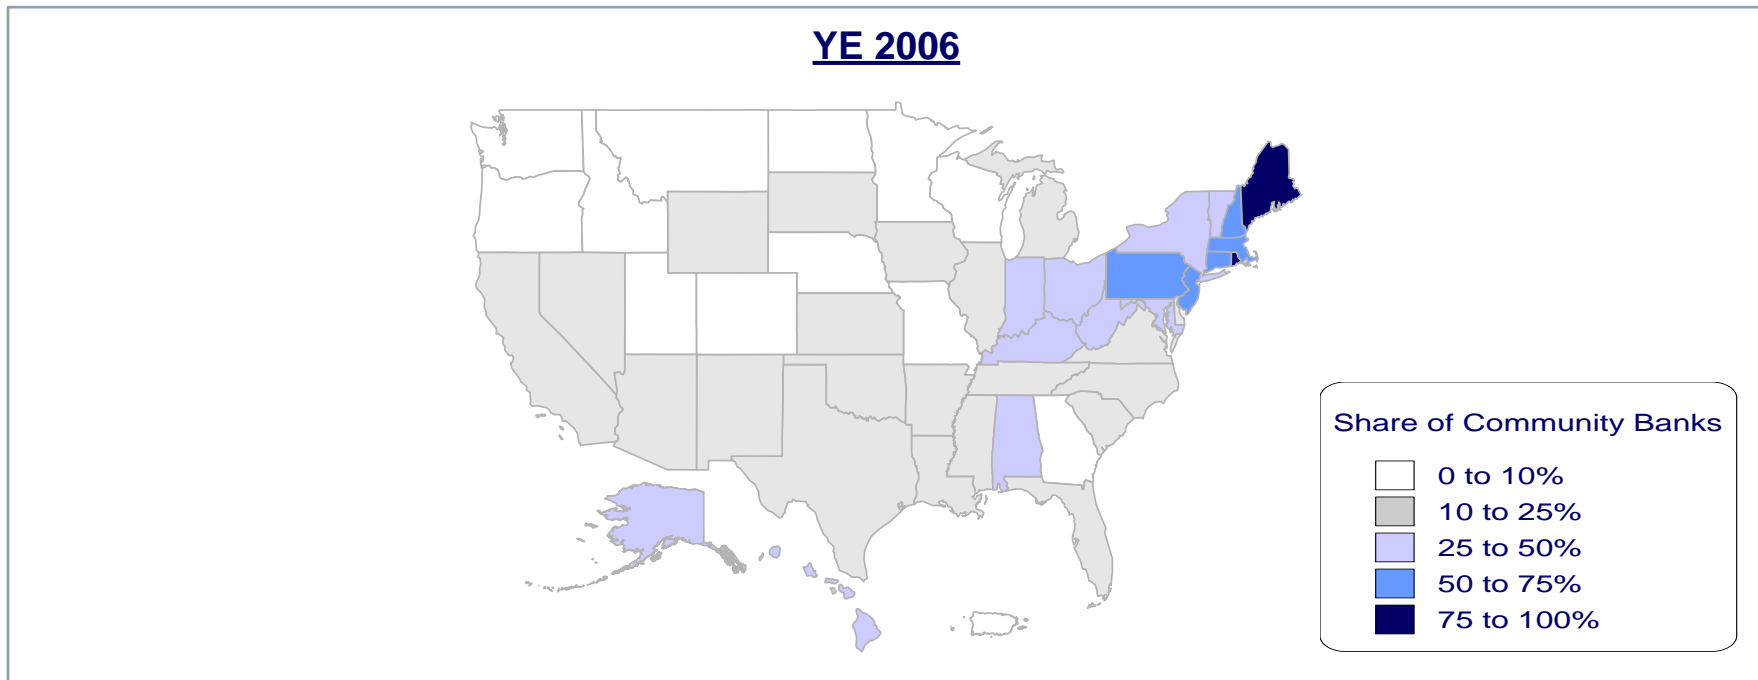 YE 2006
Share of Community Banks
0 to 10%
10 to 25%
25 to 50%
50 to 75%
75 to 100%